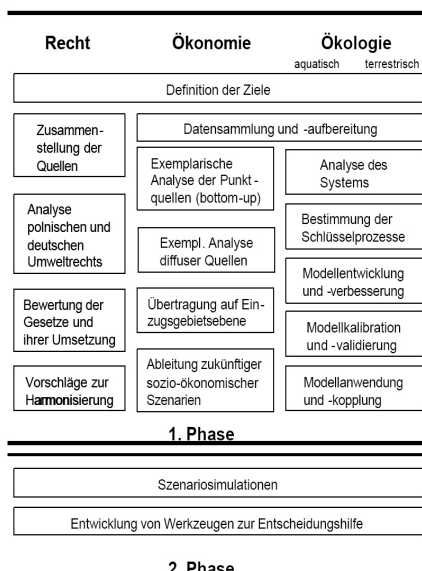 Recht Ökonomie Ökologie
aquatisch terrestrisch
Definition der Ziele
Zusammen-
stellung der
Quellen
Analyse
polnischen und
deutschen
Umweltrechts
Bewertung der
Gesetze und
ihrer Umsetzung
Vorschläge zur
Harmonisierung
Datensammlung und -aufbereitung
Exemplarische
Analyse der Punkt -
quellen (bottom-up)
Exempl. Analyse
diffuser Quellen
Übertragung auf Ein-
zugsgebietsebene
Ableitung zukünftiger
sozio-ökonomischer
Szenarien
Analyse des
Systems
Bestimmung der
Schlüsselprozesse
Modellentwicklung
und -verbesserung
Modellkalibration
und -validierung
Modellanwendung
und -kopplung
1. Phase
Szenariosimulationen
Entwicklung von Werkzeugen zur Entscheidungshilfe
2. Phase